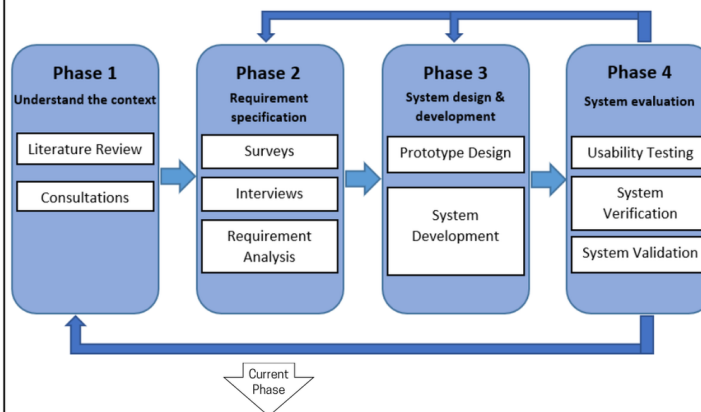 Phase 1
Understand the context
Literature Review
Consultations
Phase 2
Requirement
specification
Surveys
Interviews
Requirement
Analysis
Phase 3
System design &
development
Prototype Design
System
Development
Phase 4
System evaluation
Usability Testing
System
Verification
System Validation
Current
Phase